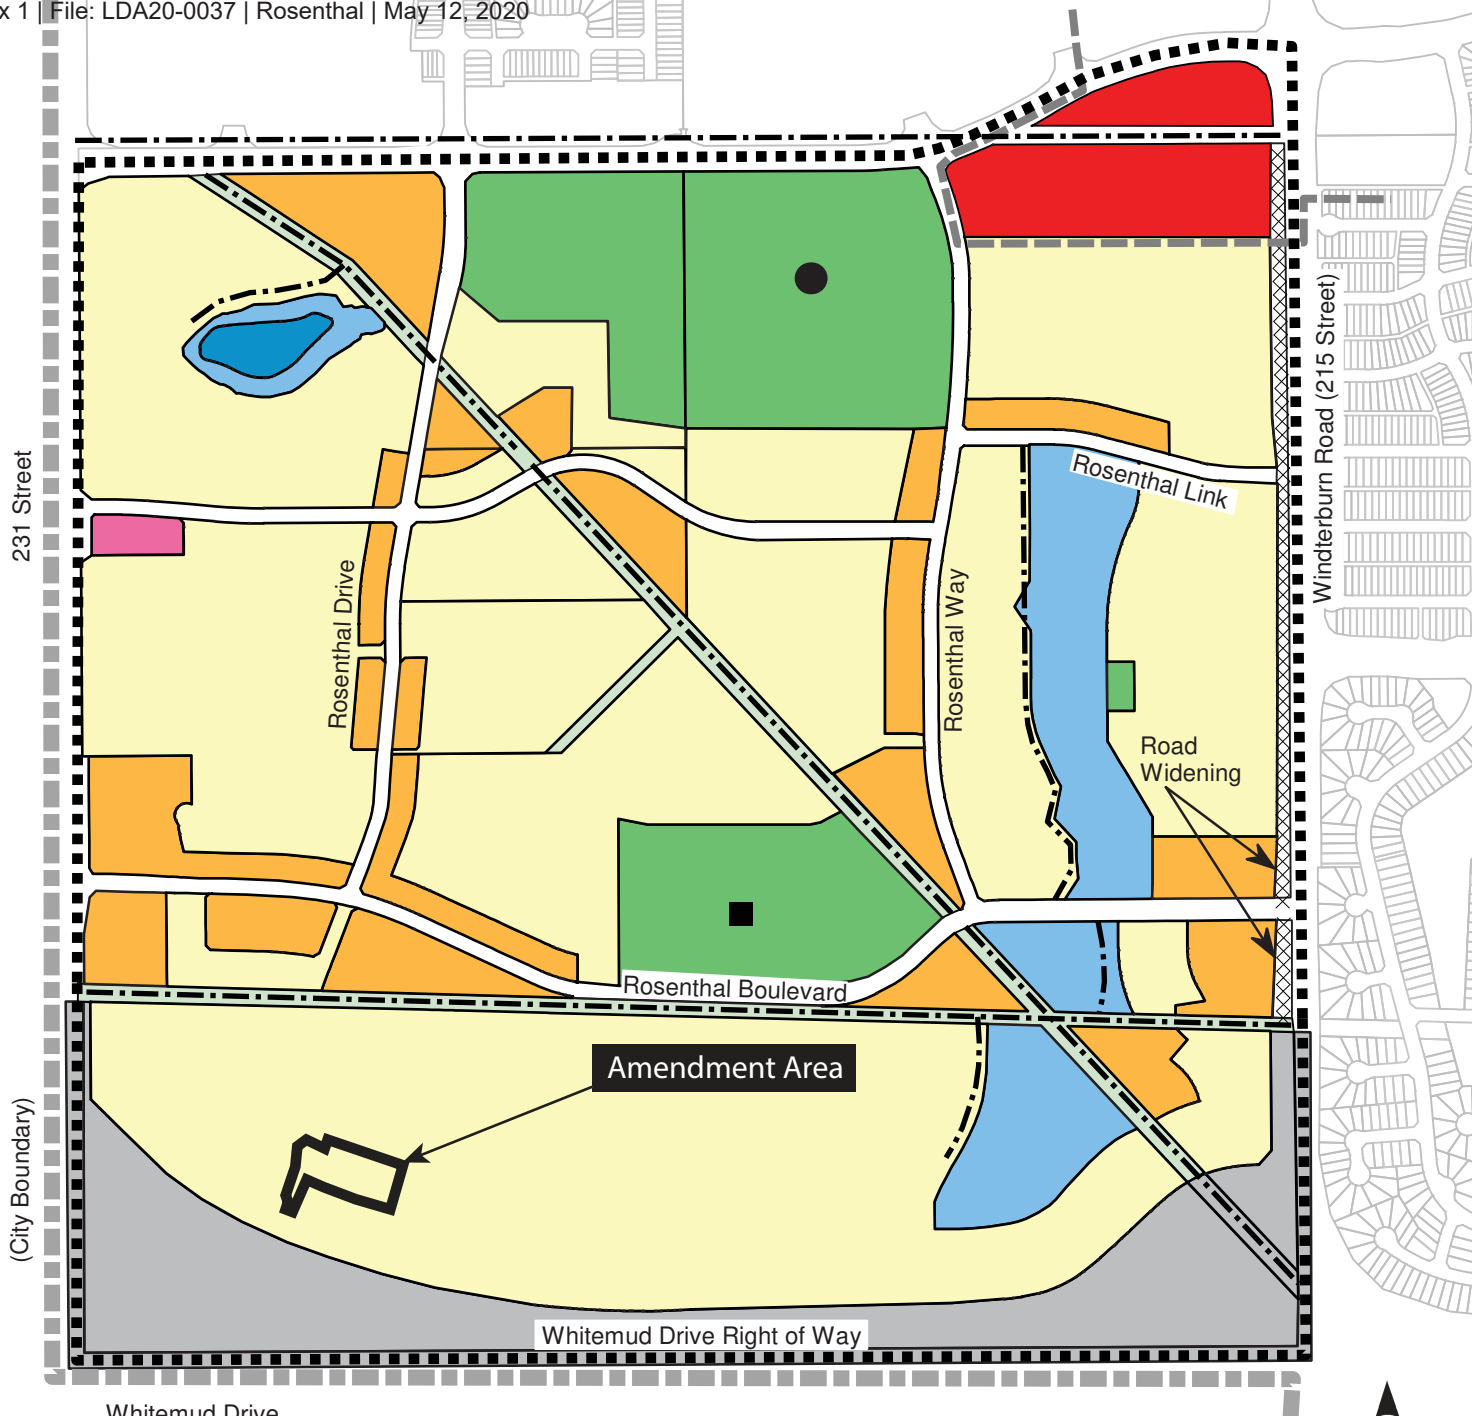 x 1 | File: LDA20-0037 | Rosenthal | May 12, 2020
231 Street
(City Boundary)
Rosenthal Drive
Rosenthal Way
Rosenthal Link
Windterburn Road (215 Street)
Road
Widening
Rosenthal Boulevard
Amendment Area
Whitemud Drive Right of Way
Whitemud Drive